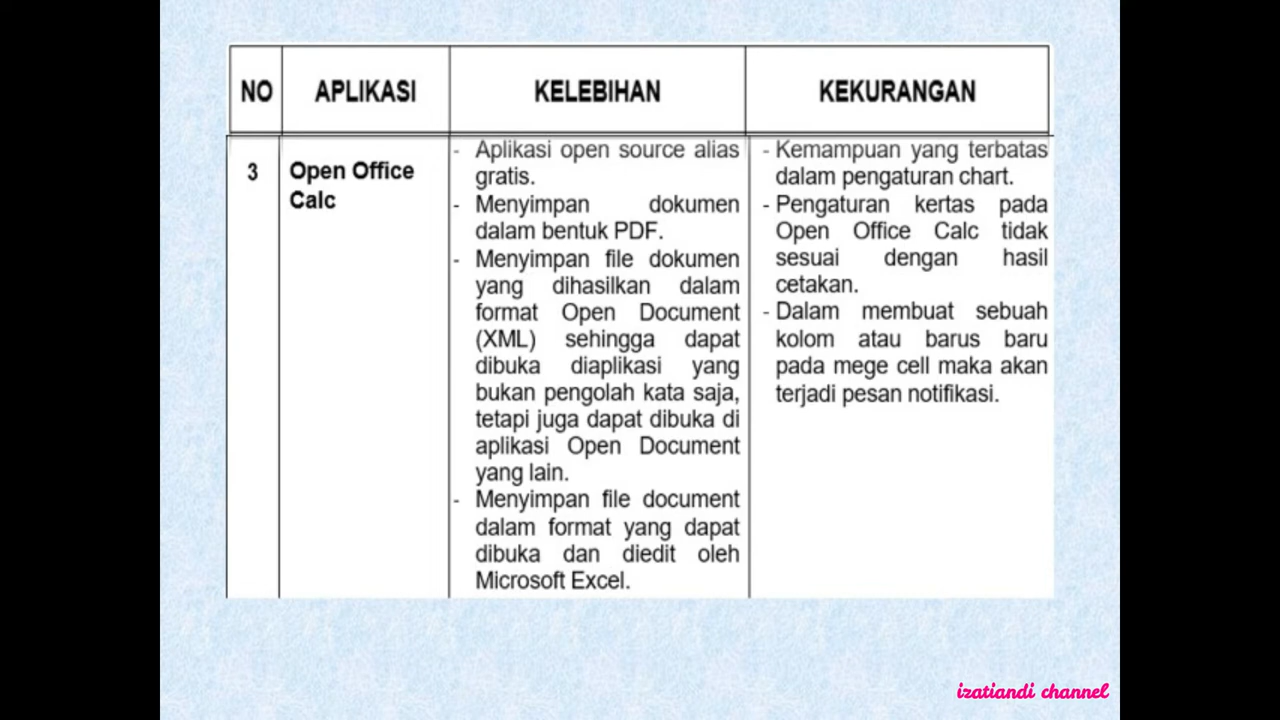 NO APLIKASI KELEBIHAN KEKURANGAN
3
Open Office
Calc
- Aplikasi open source alias
gratis.
- Menyimpan dokumen
dalam bentuk PDF.
- Menyimpan file dokumen
yang dihasilkan dalam
format Open Document
(XML) sehingga dapat
dibuka diaplikasi yang
bukan pengolah kata saja,
tetapi juga dapat dibuka di
aplikasi Open Document
yang lain.
- Menyimpan file document
dalam format yang dapat
dibuka dan diedit oleh
Microsoft Excel.
- Kemampuan yang terbatas
dalam pengaturan chart.
- Pengaturan kertas pada
Open Office Calc tidak
sesuai dengan hasil
cetakan.
- Dalam membuat sebuah
kolom atau barus baru
pada mege cell maka akan
terjadi pesan notifikasi.
izatiandi channel